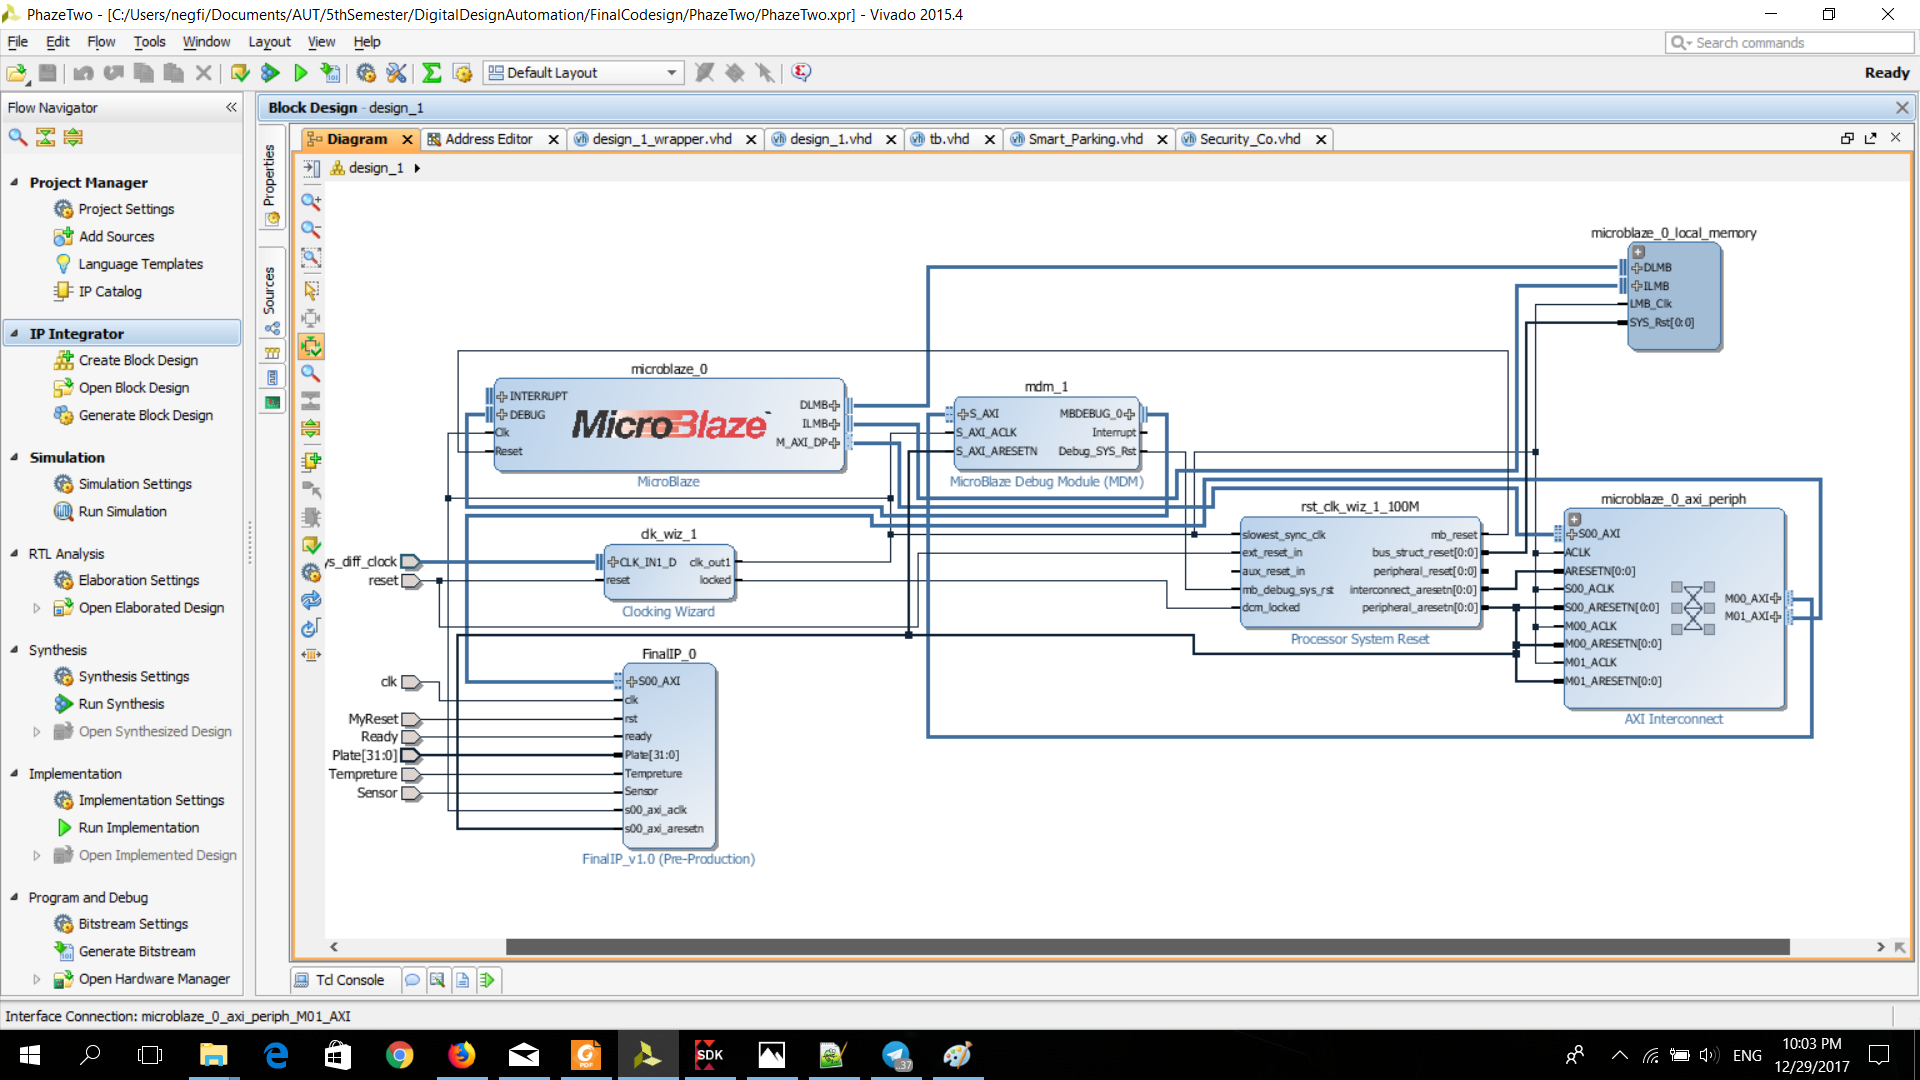 PhazeTwo - [C:/Users/negfi/Documents/AUT/5thSemester/DigitalDesignAutomation/FinalCodesign/PhazeTwo/PhazeTwo.xpr] - Vivado 2015.4
File Edit Flow Tools Window Layout View Help
Search commands
Default Layout
Ready
Flow Navigator
Project Manager
Project Settings
Add Sources
Language Templates
IP Catalog
IP Integrator
Create Block Design
Open Block Design
Generate Block Design
Simulation
Simulation Settings
Run Simulation
RTL Analysis
Elaboration Settings
Open Elaborated Design
Synthesis
Synthesis Settings
Run Synthesis
Open Synthesized Design
Implementation
Implementation Settings
Run Implementation
Open Implemented Design
Program and Debug
Bitstream Settings
Generate Bitstream
Open Hardware Manager
Block Design - design_1
Properties
Sources
Diagram
Address Editor
design_1_wrapper.vhd
design_1.vhd
tb.vhd
Smart_Parking.vhd
Security_Co.vhd
design_1
microblaze_0_local_memory
DLMB
ILMB
LMB_Clk
SYS_Rst[0:0]
microblaze_0
INTERRUPT
DEBUG
Clk
Reset
MicroBlaze
DLMB
ILMB
M_AXI_DP
MicroBlaze
mdm_1
S_AXI
S_AXI_ACLK
S_AXI_ARESETN
MBDEBUG_0
Interrupt
Debug_SYS_Rst
MicroBlaze Debug Module (MDM)
clk_wiz_1
CLK_IN1_D
reset
clk_out1
locked
Clocking Wizard
ys_diff_clock
reset
rst_clk_wiz_1_100M
slowest_sync_clk
ext_reset_in
aux_reset_in
mb_debug_sys_rst
dcm_locked
mb_reset
bus_struct_reset[0:0]
peripheral_reset[0:0]
interconnect_aresetn[0:0]
peripheral_aresetn[0:0]
Processor System Reset
microblaze_0_axi_periph
S00_AXI
ACLK
ARESETN[0:0]
S00_ACLK
S00_ARESETN[0:0]
M00_ACLK
M00_ARESETN[0:0]
M01_ACLK
M01_ARESETN[0:0]
M00_AXI
M01_AXI
AXI Interconnect
clk
MyReset
Ready
Plate[31:0]
Tempreture
Sensor
FinalIP_0
S00_AXI
clk
rst
ready
Plate[31:0]
Tempreture
Sensor
s00_axi_aclk
s00_axi_aresetn
FinalIP_v1.0 (Pre-Production)
Tcl Console
Interface Connection: microblaze_0_axi_periph_M01_AXI
PDF
SDK
37
ENG
10:03 PM
12/29/2017